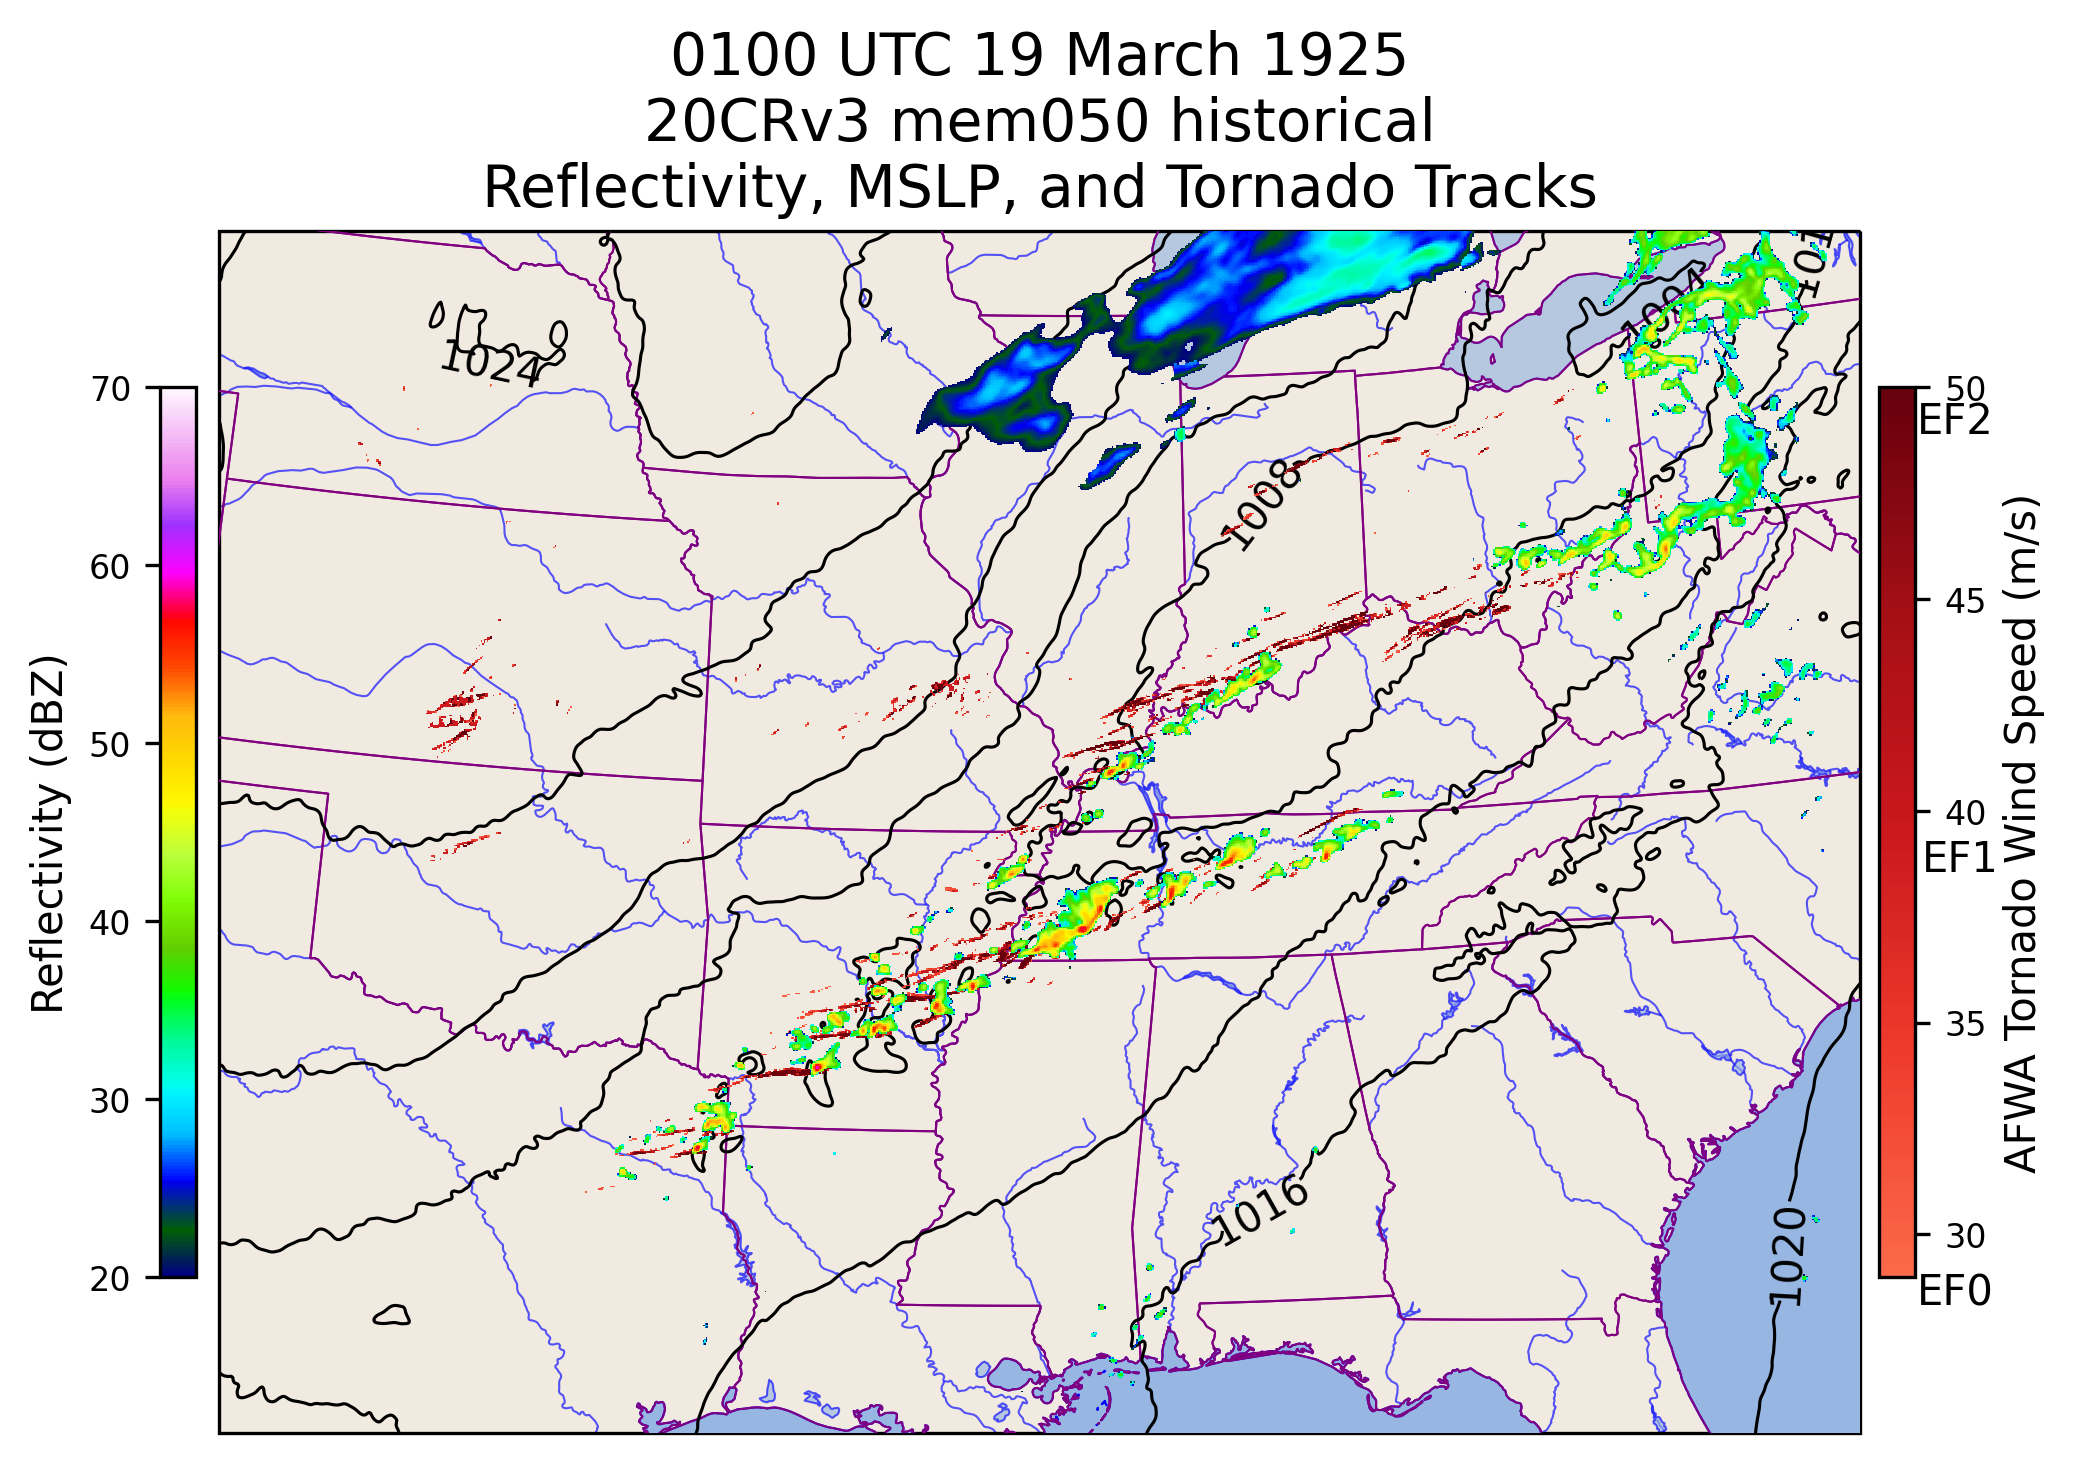 0100 UTC 19 March 1925
20CRv3 mem050 historical
Reflectivity, MSLP, and Tornado Tracks
101
1004
1024
1008
1016
1020
70
60
50
40
30
20
Reflectivity (dBZ)
50
EF2
45
40
EF1
35
30
EF0
AFWA Tornado Wind Speed (m/s)